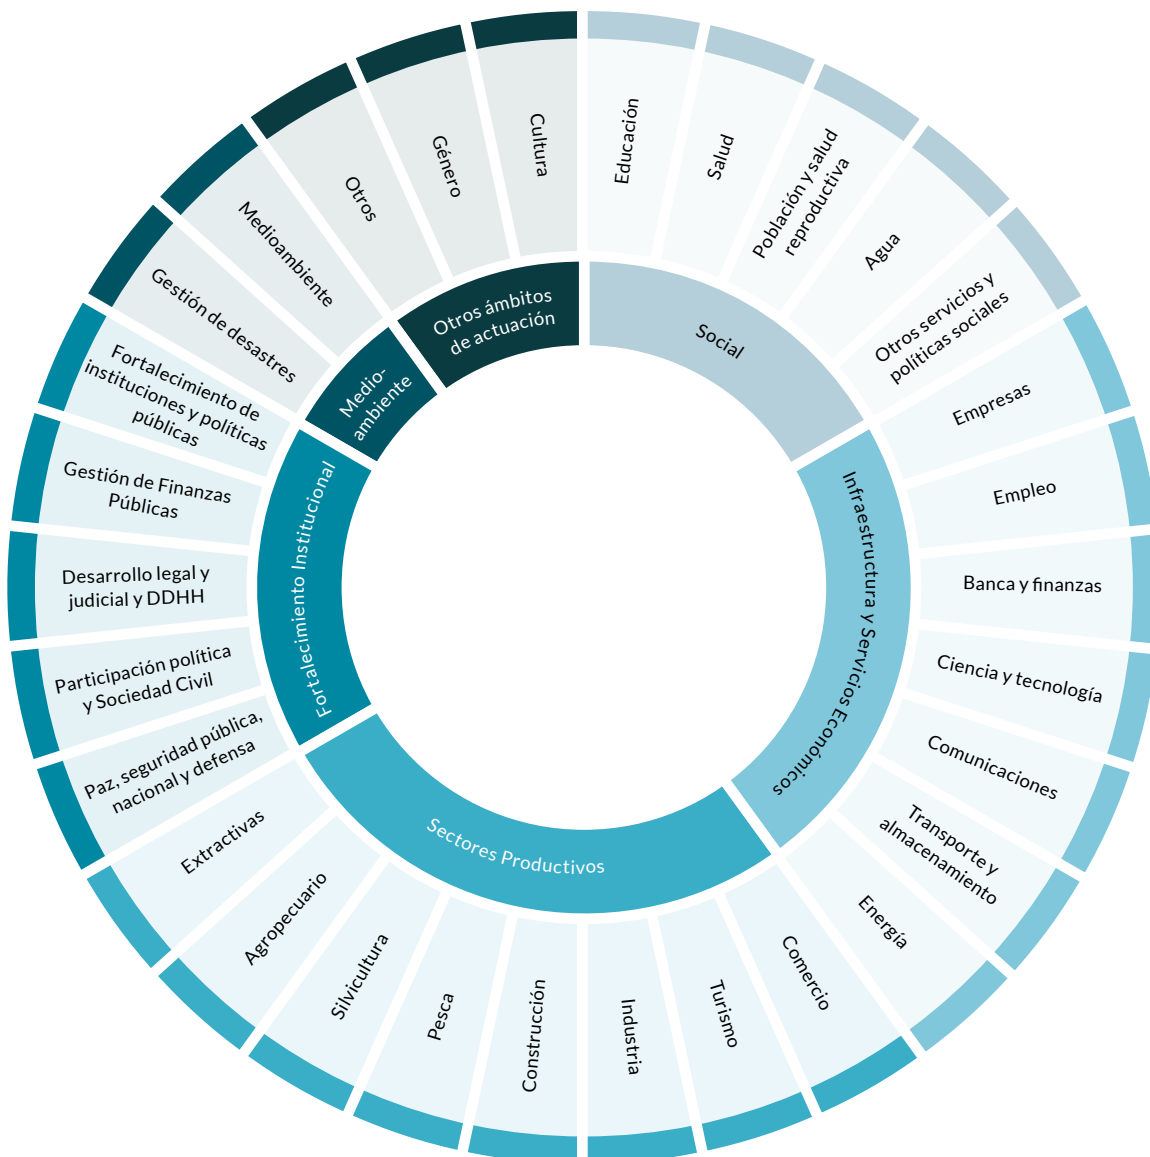 Educación
Salud
Población y salud
reproductiva
Agua
Otros servicios y
políticas sociales
Empresas
Empleo
Banca y finanzas
Ciencia y tecnología
Comunicaciones
Transporte y
almacenamiento
Energía
Comercio
Turismo
Industria
Construcción
Pesca
Silvicultura
Agropecuario
Extractivas
Paz, seguridad pública,
nacional y defensa
Participación política
y Sociedad Civil
Desarrollo legal y
judicial y DDHH
Gestión de Finanzas
Públicas
Fortalecimiento de
instituciones y políticas
públicas
Gestión de desastres
Medioambiente
Otros
Género
Cultura
Social
Infraestructura y Servicios Económicos
Sectores Productivos
Fortalecimiento Institucional
Medio-
ambiente
Otros ámbitos
de actuación